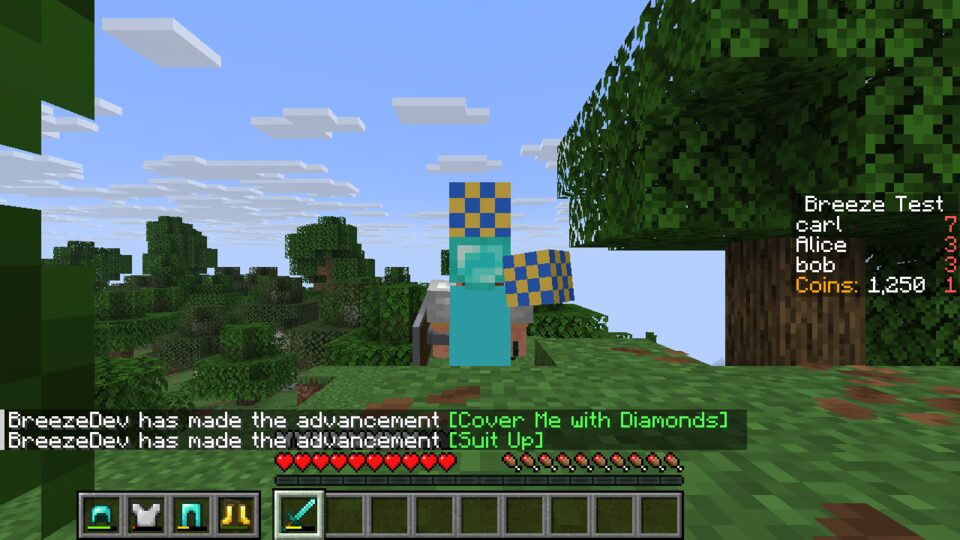 Breeze Test
carl 7
Alice 3
bob 3
Coins: 1,250 1
BreezeDev has made the advancement [Cover Me with Diamonds]
BreezeDev has made the advancement [Suit Up]